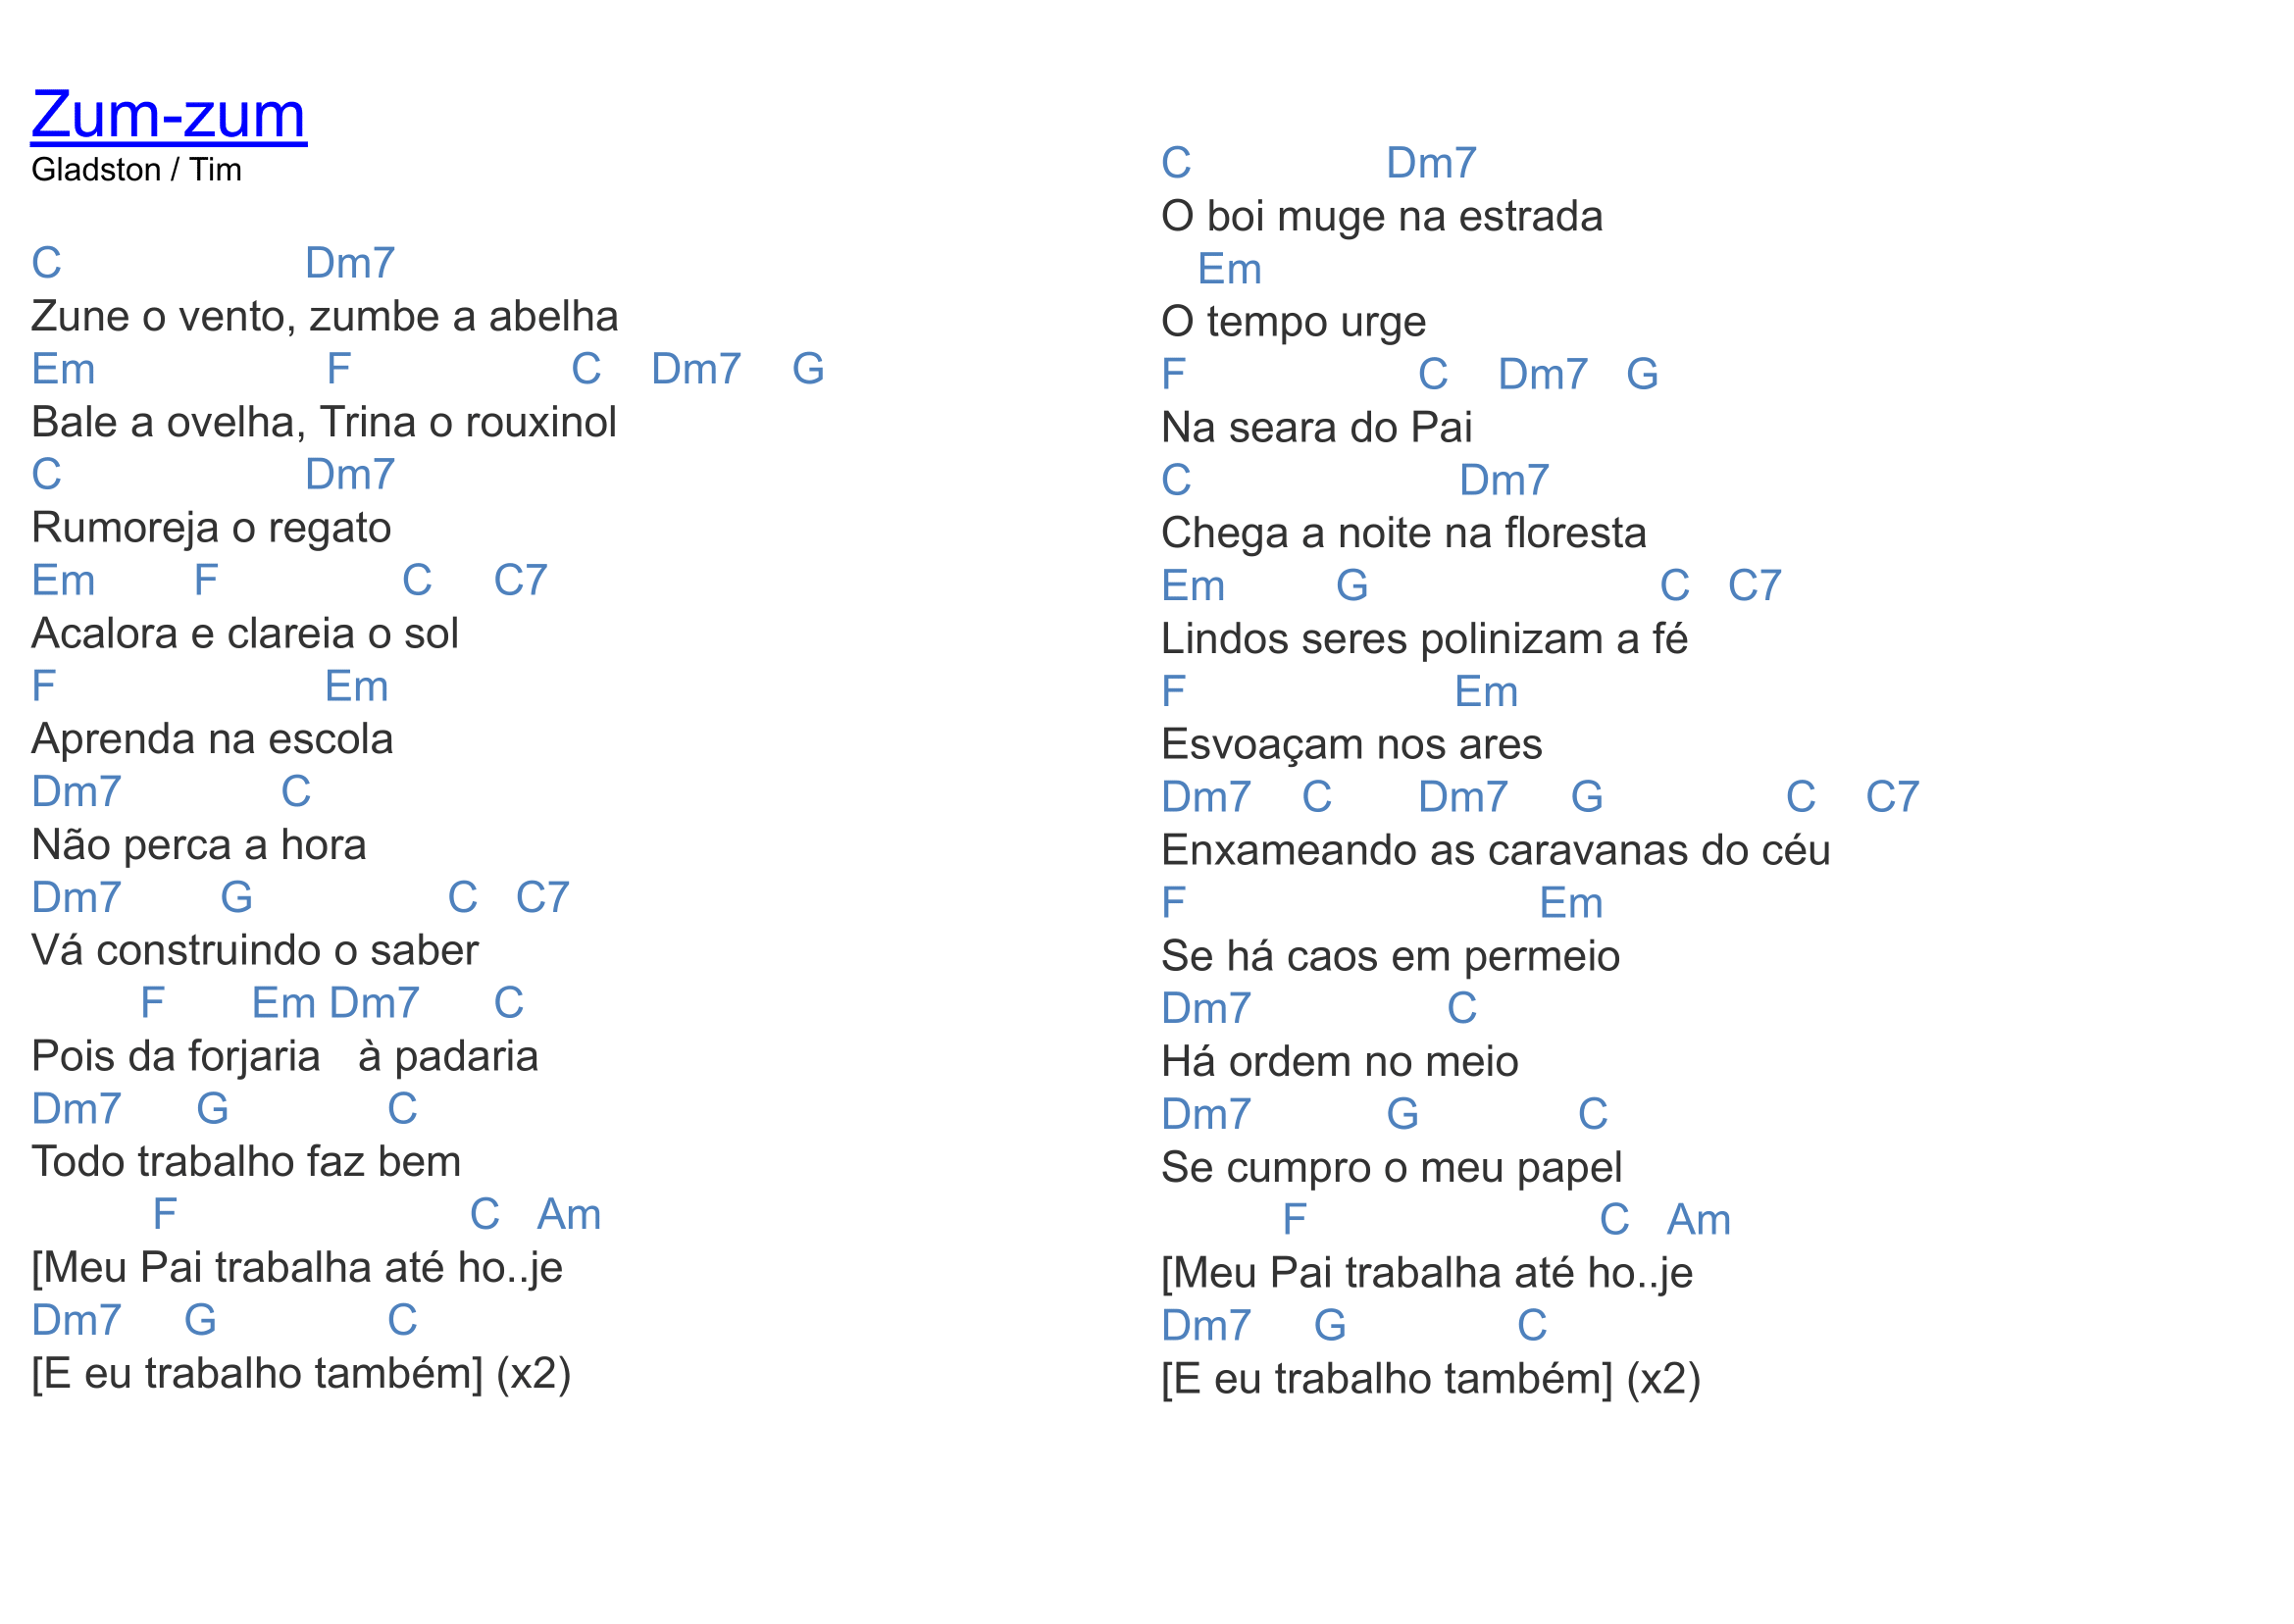 Zum-zum
Gladston / Tim
C Dm7
Zune o vento, zumbe a abelha
Em F C Dm7 G
Bale a ovelha, Trina o rouxinol
C Dm7
Rumoreja o regato
Em F C C7
Acalora e clareia o sol
F Em
Aprenda na escola
Dm7 C
Não perca a hora
Dm7 G C C7
Vá construindo o saber
F Em Dm7 C
Pois da forjaria à padaria
Dm7 G C
Todo trabalho faz bem
F C Am
[Meu Pai trabalha até ho..je
Dm7 G C
[E eu trabalho também] (x2)
C Dm7
O boi muge na estrada
Em
O tempo urge
F C Dm7 G
Na seara do Pai
C Dm7
Chega a noite na floresta
Em G C C7
Lindos seres polinizam a fé
F Em
Esvoaçam nos ares
Dm7 C Dm7 G C C7
Enxameando as caravanas do céu
F Em
Se há caos em permeio
Dm7 C
Há ordem no meio
Dm7 G C
Se cumpro o meu papel
F C Am
[Meu Pai trabalha até ho..je
Dm7 G C
[E eu trabalho também] (x2)